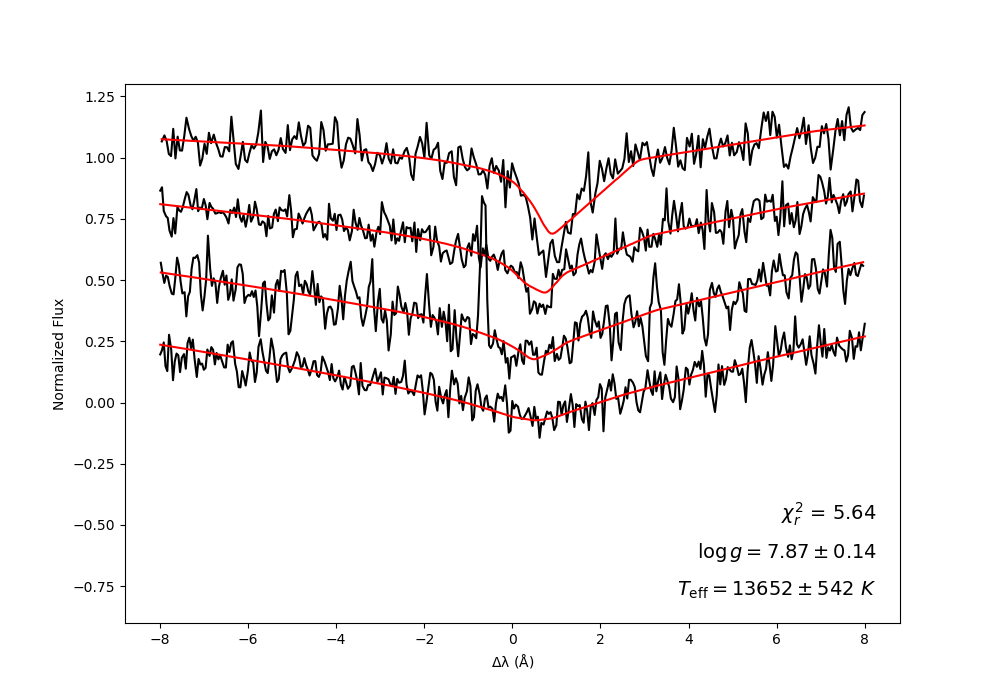 1.25
1.00
0.75
0.50
0.25
0.00
−0.25
−0.50
−0.75
Normalized Flux
χ²ᵣ = 5.64
log g = 7.87 ± 0.14
T_eff = 13652 ± 542 K
−8 −6 −4 −2 0 2 4 6 8
Δλ (Å)